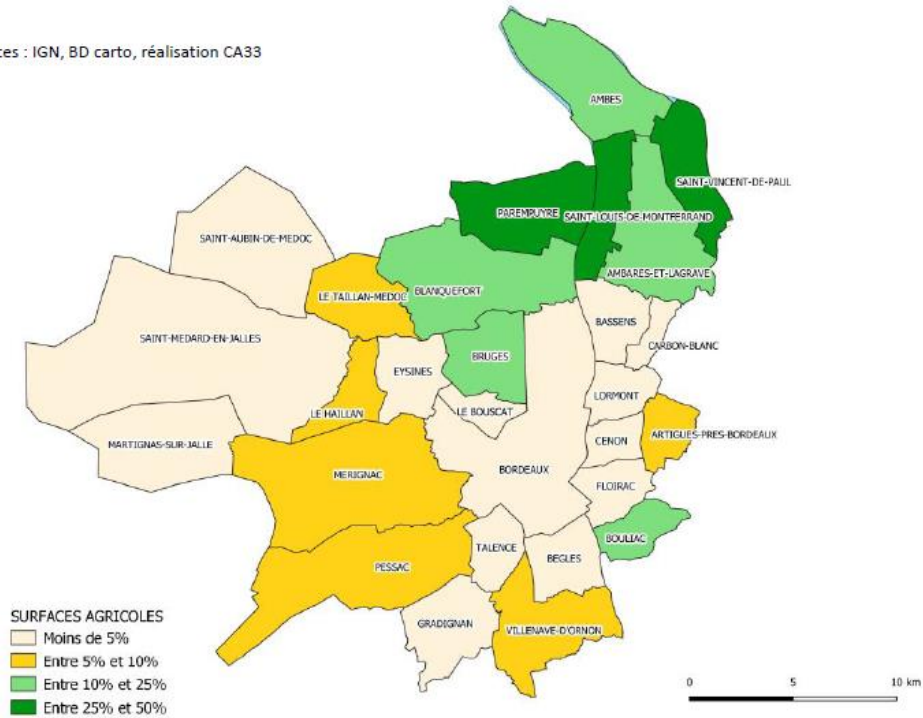 ces : IGN, BD carto, réalisation CA33
AMBES
SAINT-VINCENT-DE-PAUL
PAREMPUYRE
SAINT-LOUIS-DE-MONTFERRAND
SAINT-AUBIN-DE-MEDOC
AMBARES-ET-LAGRAVE
LE TAILLAN-MEDOC
BLANQUEFORT
BASSENS
SAINT-MEDARD-EN-JALLES
CARBON-BLANC
BRUGES
EYSINES
LORMONT
LE HAILLAN
LE BOUSCAT
ARTIGUES-PRES-BORDEAUX
MARTIGNAS-SUR-JALLE
CENON
BORDEAUX
MERIGNAC
FLOIRAC
BOULIAC
TALENCE
BEGLES
PESSAC
GRADIGNAN
VILLENAVE-D'ORNON
SURFACES AGRICOLES
Moins de 5%
Entre 5% et 10%
Entre 10% et 25%
Entre 25% et 50%
0 5 10 km